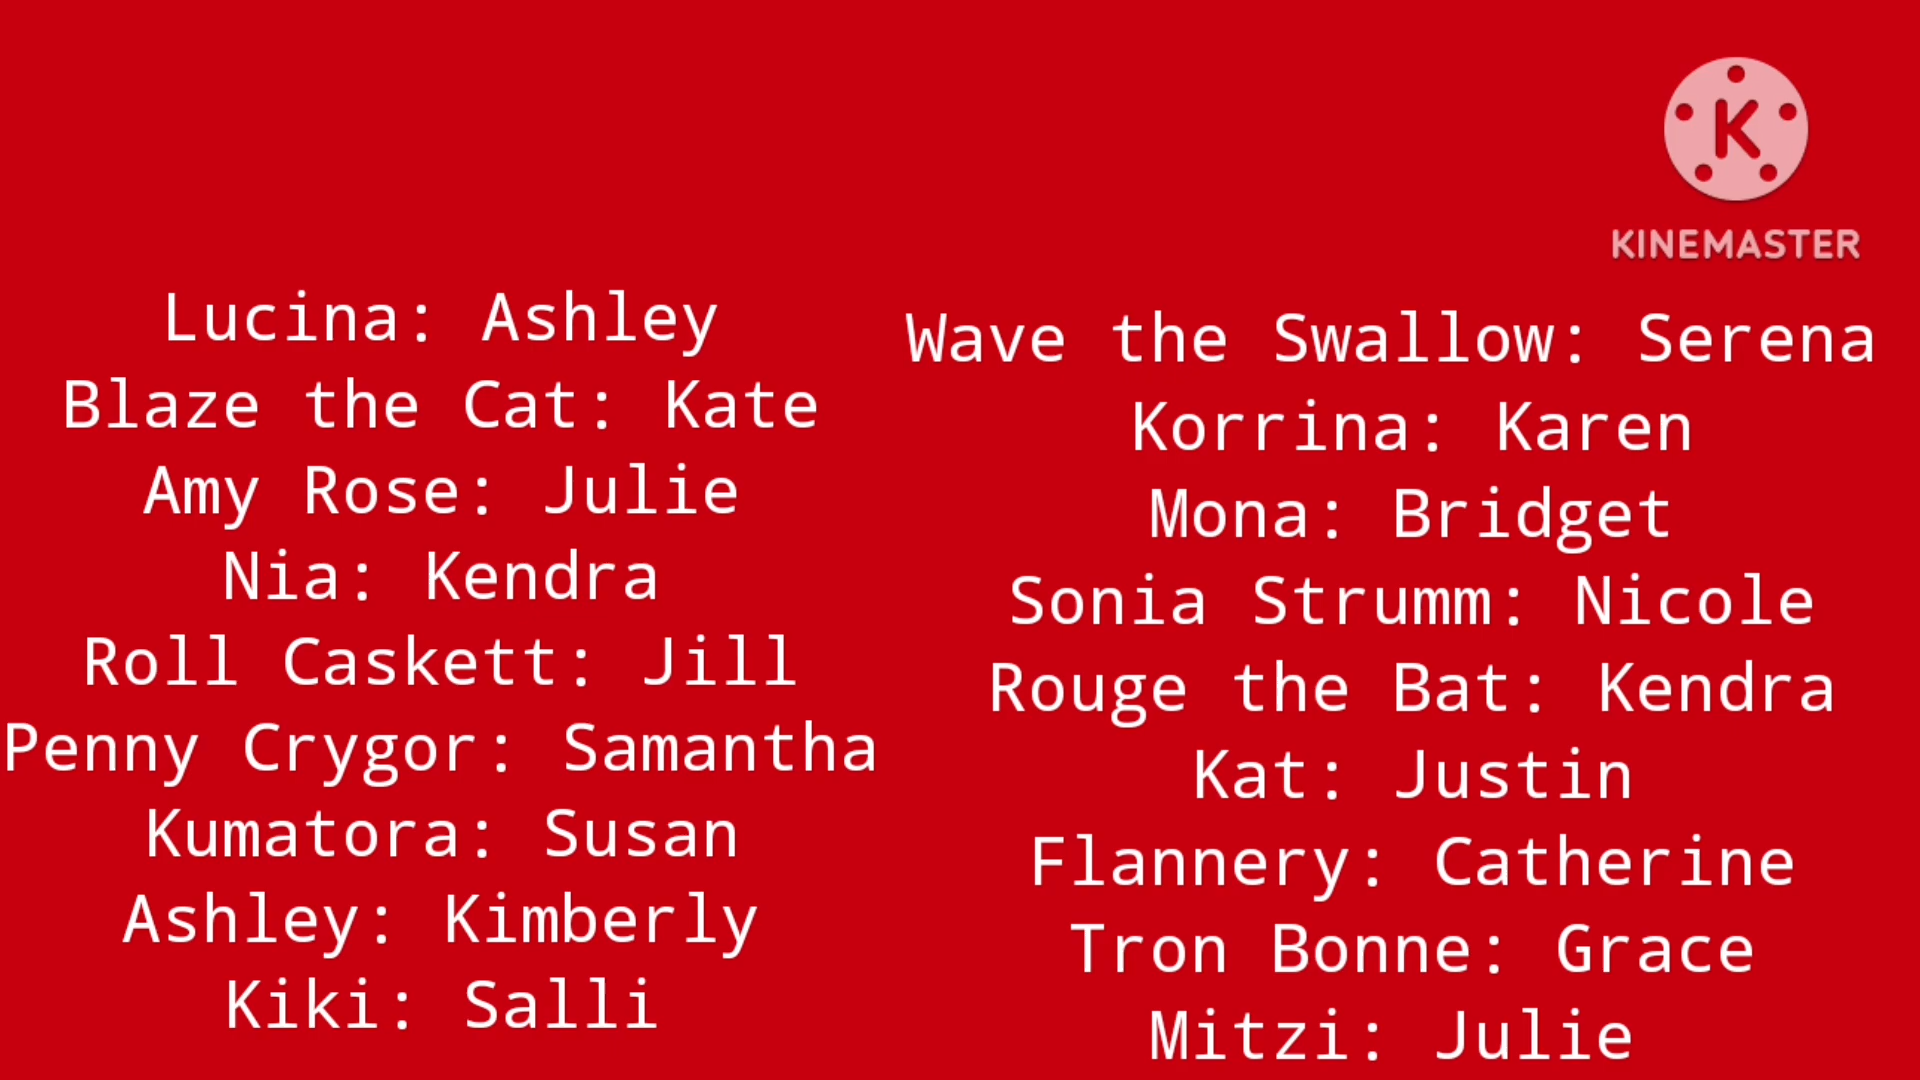 KINEMASTER
Lucina: Ashley
Blaze the Cat: Kate
Amy Rose: Julie
Nia: Kendra
Roll Caskett: Jill
Penny Crygor: Samantha
Kumatora: Susan
Ashley: Kimberly
Kiki: Salli
Wave the Swallow: Serena
Korrina: Karen
Mona: Bridget
Sonia Strumm: Nicole
Rouge the Bat: Kendra
Kat: Justin
Flannery: Catherine
Tron Bonne: Grace
Mitzi: Julie